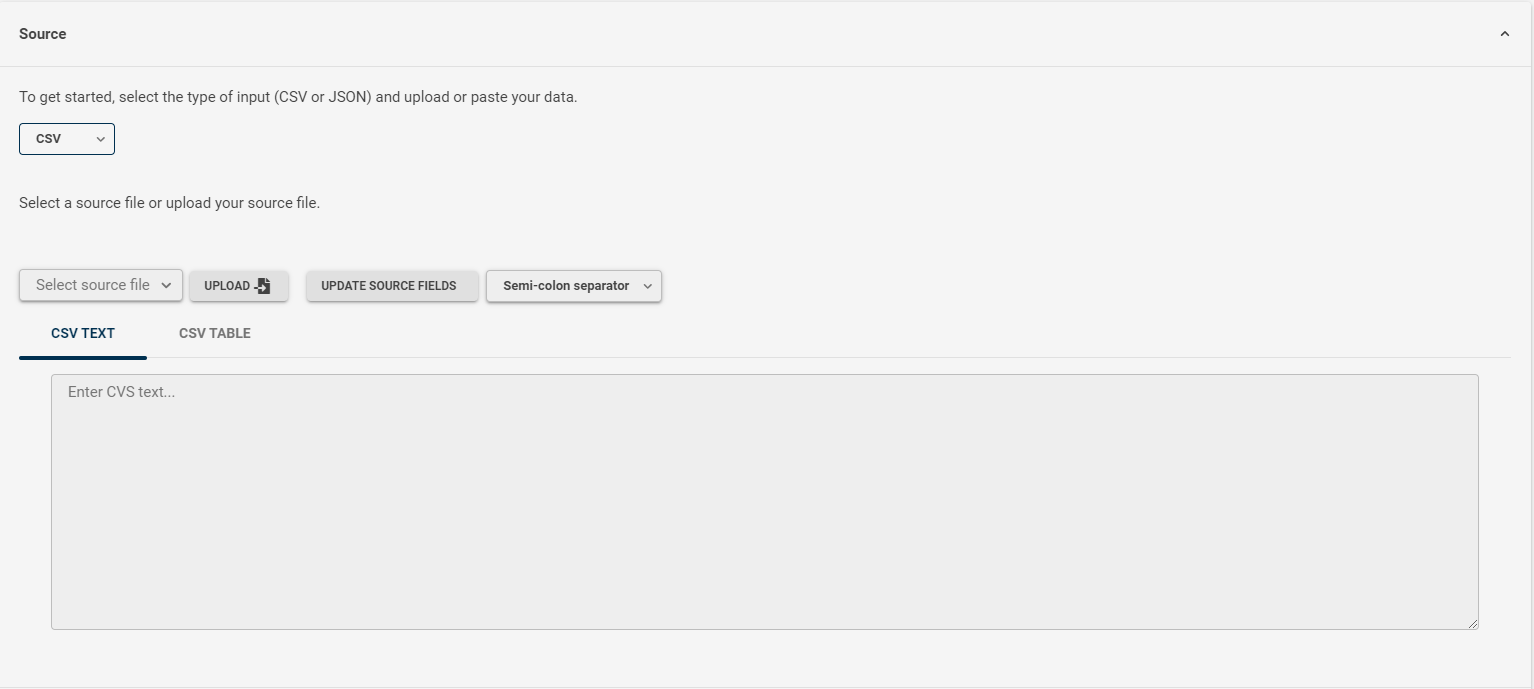 Source
To get started, select the type of input (CSV or JSON) and upload or paste your data.
CSV
Select a source file or upload your source file.
Select source file UPLOAD UPDATE SOURCE FIELDS Semi-colon separator
CSV TEXT CSV TABLE
Enter CVS text...